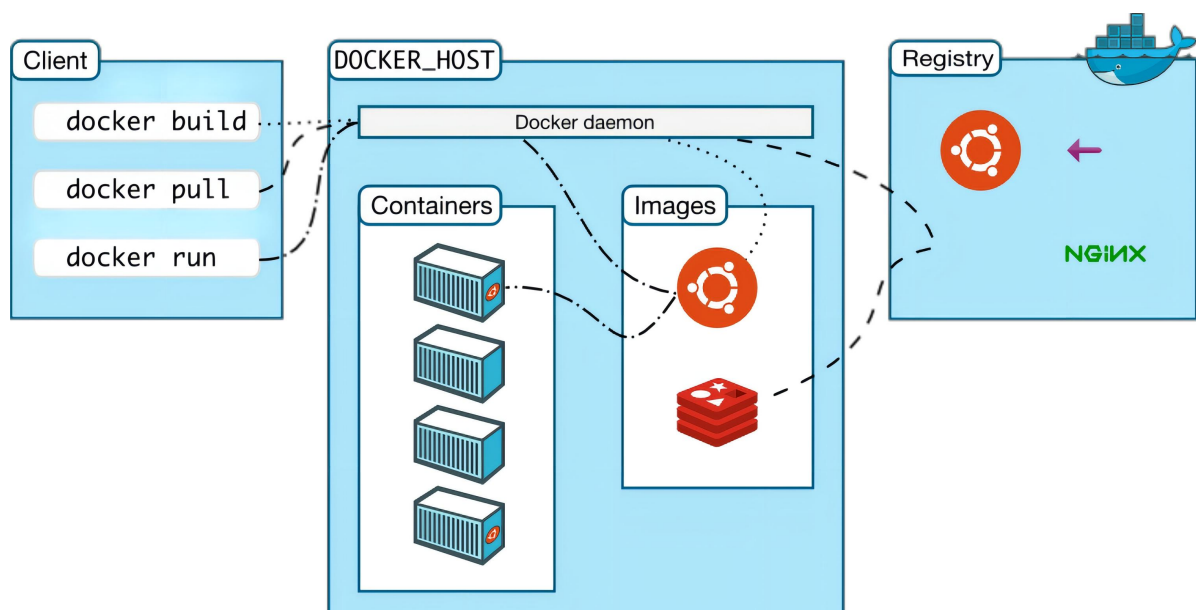 Client
docker build
docker pull
docker run
DOCKER_HOST
Docker daemon
Containers
Images
Registry
NGiNX